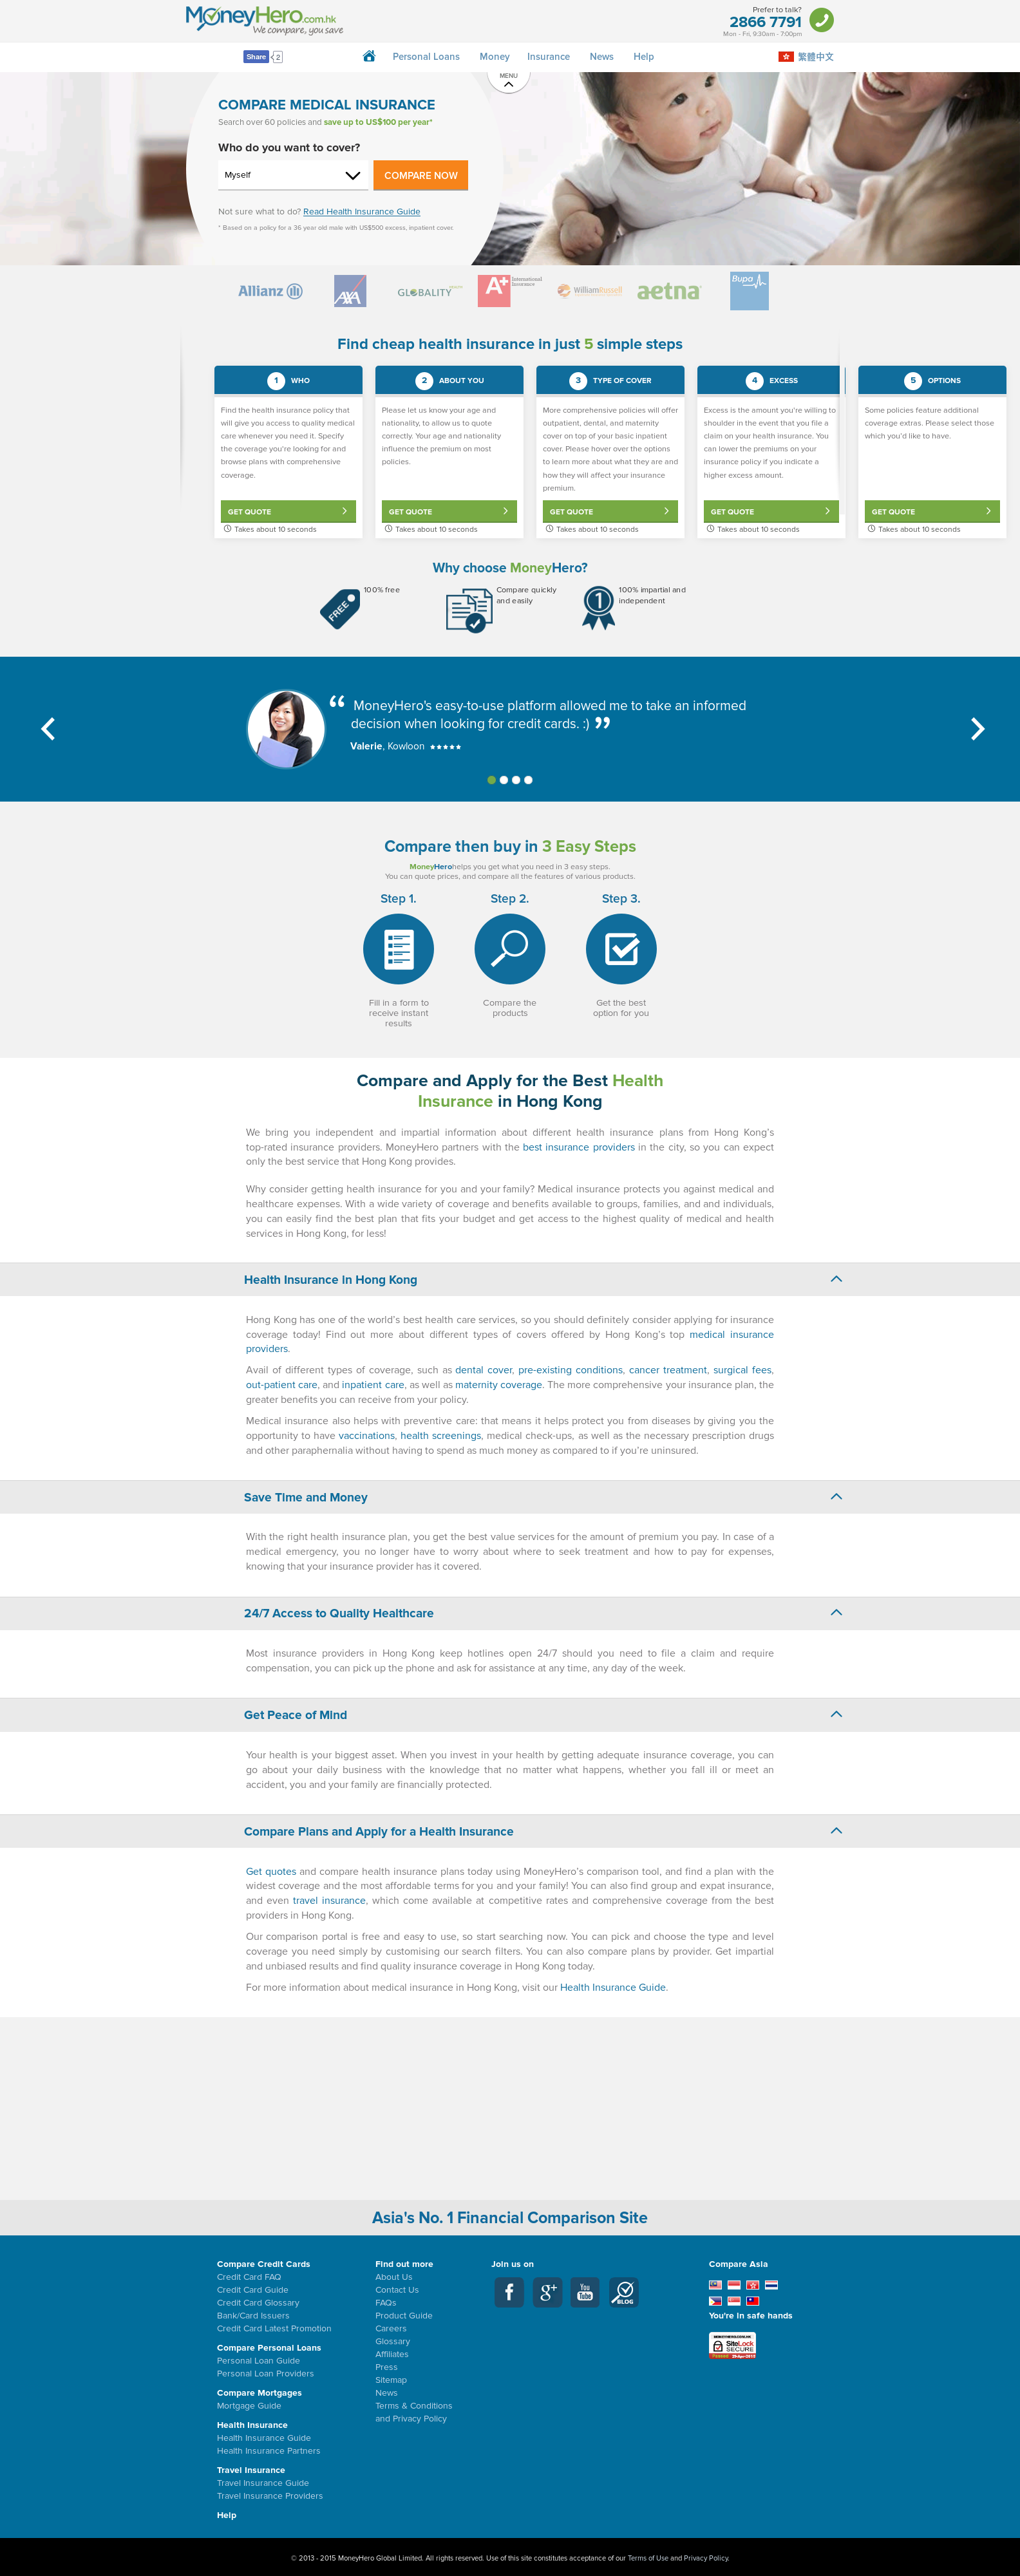 MoneyHero.com.hk
We compare, you save
Prefer to talk?
2866 7791
Mon - Fri, 9:30am - 7:00pm
Share 2
Personal Loans Money Insurance News Help
繁體中文
MENU
COMPARE MEDICAL INSURANCE
Search over 60 policies and save up to US$100 per year*
Who do you want to cover?
Myself
COMPARE NOW
Not sure what to do? Read Health Insurance Guide
* Based on a policy for a 36 year old male with US$500 excess, inpatient cover.
Allianz
AXA
GLOBALITY
A+ International Insurance
WilliamRussell
aetna
Bupa
Find cheap health insurance in just 5 simple steps
1 WHO
Find the health insurance policy that
will give you access to quality medical
care whenever you need it. Specify
the coverage you're looking for and
browse plans with comprehensive
coverage.
GET QUOTE
Takes about 10 seconds
2 ABOUT YOU
Please let us know your age and
nationality, to allow us to quote
correctly. Your age and nationality
influence the premium on most
policies.
GET QUOTE
Takes about 10 seconds
3 TYPE OF COVER
More comprehensive policies will offer
outpatient, dental, and maternity
cover on top of your basic inpatient
cover. Please hover over the options
to learn more about what they are and
how they will affect your insurance
premium.
GET QUOTE
Takes about 10 seconds
4 EXCESS
Excess is the amount you're willing to
shoulder in the event that you file a
claim on your health insurance. You
can lower the premiums on your
insurance policy if you indicate a
higher excess amount.
GET QUOTE
Takes about 10 seconds
5 OPTIONS
Some policies feature additional
coverage extras. Please select those
which you'd like to have.
GET QUOTE
Takes about 10 seconds
Why choose MoneyHero?
FREE
100% free
Compare quickly
and easily
1
100% impartial and
independent
“ MoneyHero's easy-to-use platform allowed me to take an informed
decision when looking for credit cards. :) ”
Valerie, Kowloon ★★★★★
Compare then buy in 3 Easy Steps
MoneyHerohelps you get what you need in 3 easy steps.
You can quote prices, and compare all the features of various products.
Step 1.
Fill in a form to
receive instant
results
Step 2.
Compare the
products
Step 3.
Get the best
option for you
Compare and Apply for the Best Health
Insurance in Hong Kong
We bring you independent and impartial information about different health insurance plans from Hong Kong's
top-rated insurance providers. MoneyHero partners with the best insurance providers in the city, so you can expect
only the best service that Hong Kong provides.
Why consider getting health insurance for you and your family? Medical insurance protects you against medical and
healthcare expenses. With a wide variety of coverage and benefits available to groups, families, and and individuals,
you can easily find the best plan that fits your budget and get access to the highest quality of medical and health
services in Hong Kong, for less!
Health Insurance in Hong Kong
Hong Kong has one of the world's best health care services, so you should definitely consider applying for insurance
coverage today! Find out more about different types of covers offered by Hong Kong's top medical insurance
providers.
Avail of different types of coverage, such as dental cover, pre-existing conditions, cancer treatment, surgical fees,
out-patient care, and inpatient care, as well as maternity coverage. The more comprehensive your insurance plan, the
greater benefits you can receive from your policy.
Medical insurance also helps with preventive care: that means it helps protect you from diseases by giving you the
opportunity to have vaccinations, health screenings, medical check-ups, as well as the necessary prescription drugs
and other paraphernalia without having to spend as much money as compared to if you're uninsured.
Save Time and Money
With the right health insurance plan, you get the best value services for the amount of premium you pay. In case of a
medical emergency, you no longer have to worry about where to seek treatment and how to pay for expenses,
knowing that your insurance provider has it covered.
24/7 Access to Quality Healthcare
Most insurance providers in Hong Kong keep hotlines open 24/7 should you need to file a claim and require
compensation, you can pick up the phone and ask for assistance at any time, any day of the week.
Get Peace of Mind
Your health is your biggest asset. When you invest in your health by getting adequate insurance coverage, you can
go about your daily business with the knowledge that no matter what happens, whether you fall ill or meet an
accident, you and your family are financially protected.
Compare Plans and Apply for a Health Insurance
Get quotes and compare health insurance plans today using MoneyHero's comparison tool, and find a plan with the
widest coverage and the most affordable terms for you and your family! You can also find group and expat insurance,
and even travel insurance, which come available at competitive rates and comprehensive coverage from the best
providers in Hong Kong.
Our comparison portal is free and easy to use, so start searching now. You can pick and choose the type and level
coverage you need simply by customising our search filters. You can also compare plans by provider. Get impartial
and unbiased results and find quality insurance coverage in Hong Kong today.
For more information about medical insurance in Hong Kong, visit our Health Insurance Guide.
Asia's No. 1 Financial Comparison Site
Compare Credit Cards
Credit Card FAQ
Credit Card Guide
Credit Card Glossary
Bank/Card Issuers
Credit Card Latest Promotion
Compare Personal Loans
Personal Loan Guide
Personal Loan Providers
Compare Mortgages
Mortgage Guide
Health Insurance
Health Insurance Guide
Health Insurance Partners
Travel Insurance
Travel Insurance Guide
Travel Insurance Providers
Help
Find out more
About Us
Contact Us
FAQs
Product Guide
Careers
Glossary
Affiliates
Press
Sitemap
News
Terms & Conditions
and Privacy Policy
Join us on
f g+ You Tube BLOG
Compare Asia
You're in safe hands
SiteLock
SECURE
© 2013 - 2015 MoneyHero Global Limited. All rights reserved. Use of this site constitutes acceptance of our Terms of Use and Privacy Policy.